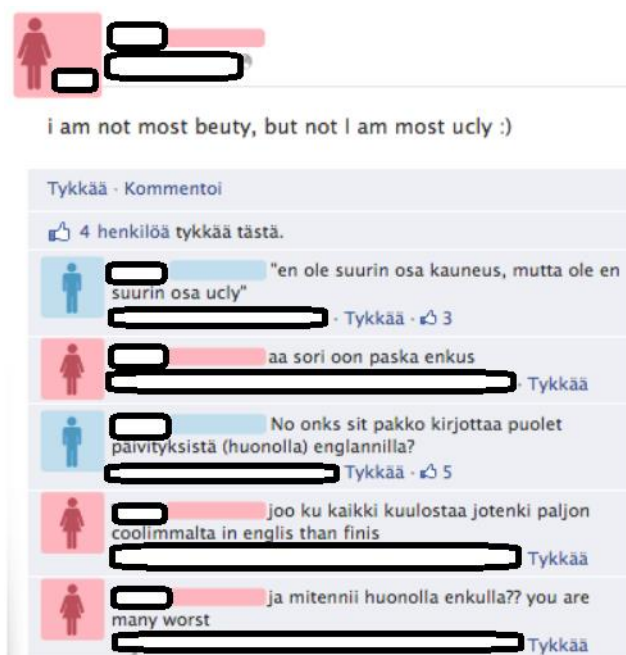 i am not most beuty, but not I am most ucly :)
Tykkää · Kommentoi
4 henkilöä tykkää tästä.
"en ole suurin osa kauneus, mutta ole en
suurin osa ucly"
· Tykkää · 3
aa sori oon paska enkus
· Tykkää
No onks sit pakko kirjottaa puolet
päivityksistä (huonolla) englannilla?
Tykkää · 5
joo ku kaikki kuulostaa jotenki paljon
coolimmalta in englis than finis
Tykkää
ja mitennii huonolla enkulla?? you are
many worst
Tykkää